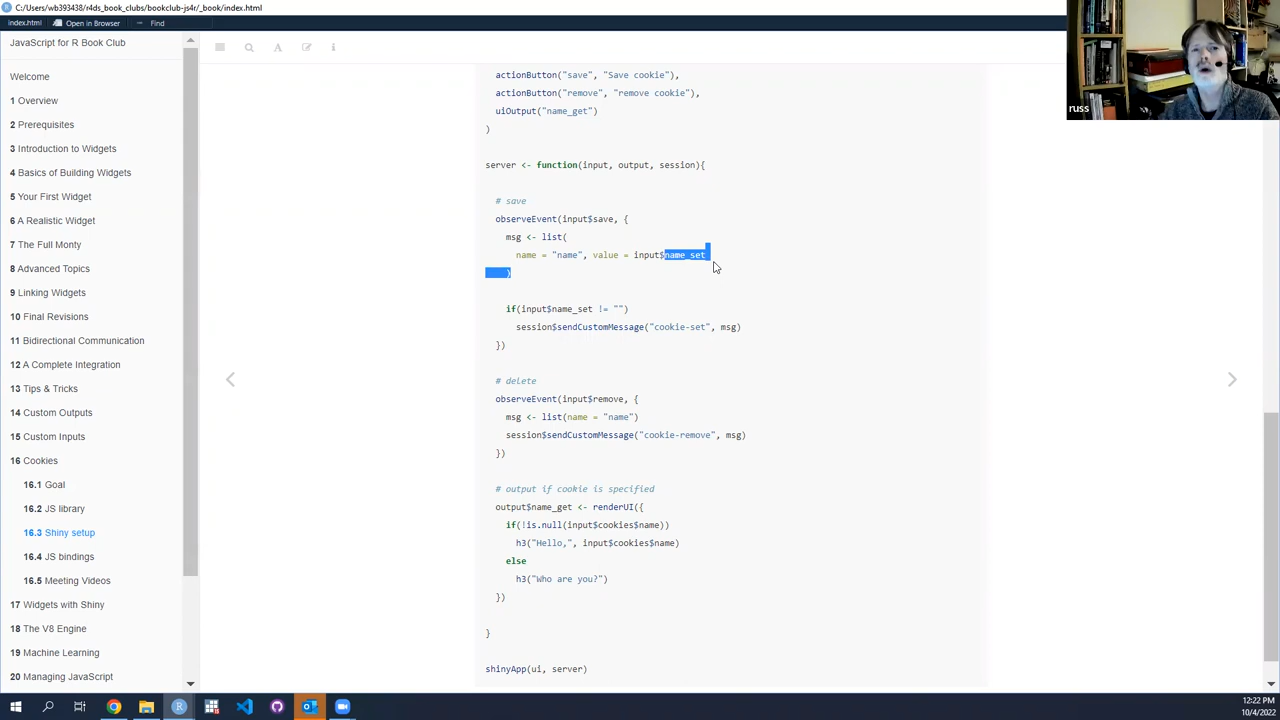 C:/Users/wb393438/r4ds_book_clubs/bookclub-js4r/_book/index.html
index.html
Open in Browser
Find
JavaScript for R Book Club
Welcome
1 Overview
2 Prerequisites
3 Introduction to Widgets
4 Basics of Building Widgets
5 Your First Widget
6 A Realistic Widget
7 The Full Monty
8 Advanced Topics
9 Linking Widgets
10 Final Revisions
11 Bidirectional Communication
12 A Complete Integration
13 Tips & Tricks
14 Custom Outputs
15 Custom Inputs
16 Cookies
16.1 Goal
16.2 JS library
16.3 Shiny setup
16.4 JS bindings
16.5 Meeting Videos
17 Widgets with Shiny
18 The V8 Engine
19 Machine Learning
20 Managing JavaScript
actionButton("save", "Save cookie"),
actionButton("remove", "remove cookie"),
uiOutput("name_get")
)
server <- function(input, output, session){
# save
observeEvent(input$save, {
msg <- list(
name = "name", value = input$name_set
)
if(input$name_set != "")
session$sendCustomMessage("cookie-set", msg)
})
# delete
observeEvent(input$remove, {
msg <- list(name = "name")
session$sendCustomMessage("cookie-remove", msg)
})
# output if cookie is specified
output$name_get <- renderUI({
if(!is.null(input$cookies$name))
h3("Hello,", input$cookies$name)
else
h3("Who are you?")
})
}
shinyApp(ui, server)
russ
12:22 PM
10/4/2022